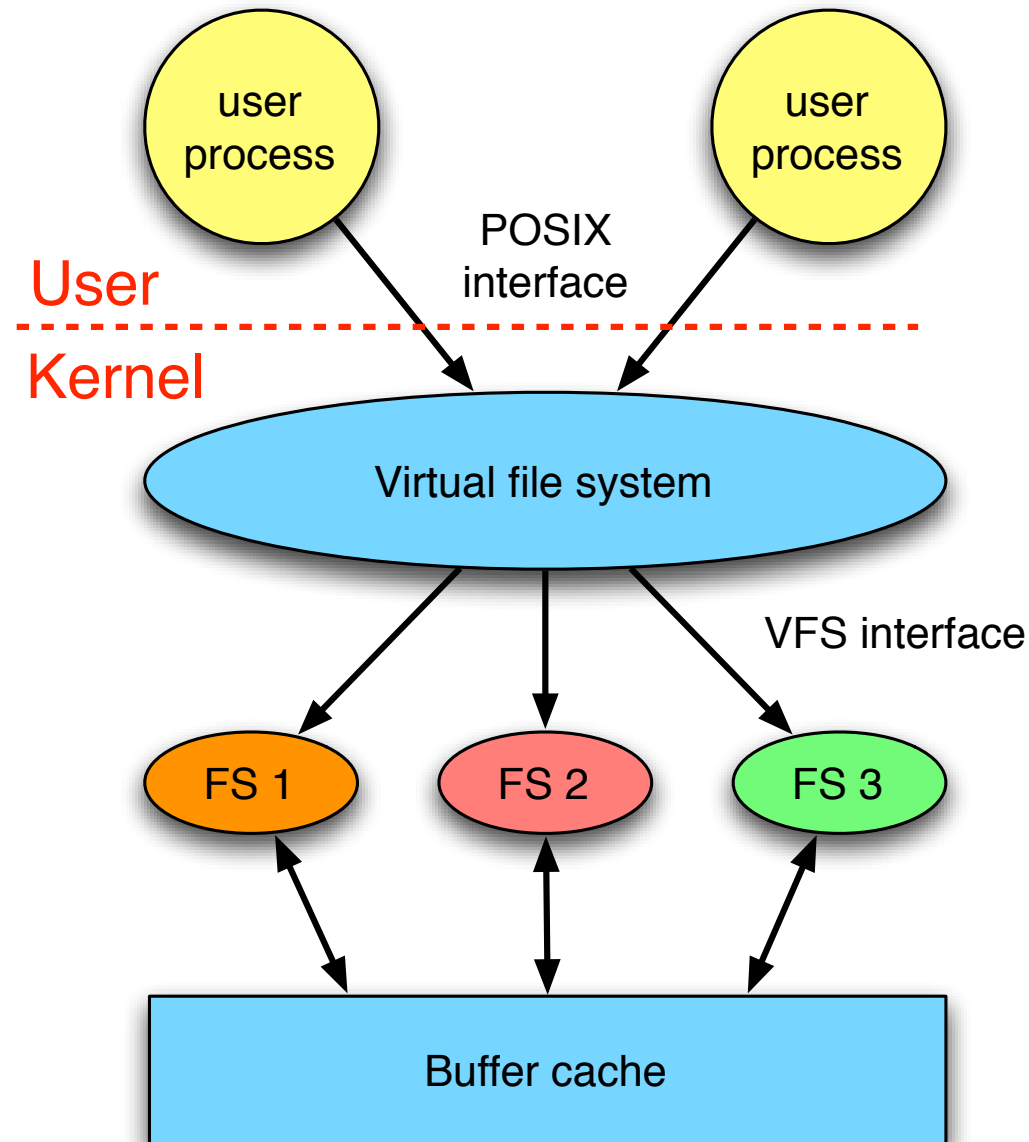 user
process
user
process
POSIX
interface
User
Kernel
Virtual file system
VFS interface
FS 1
FS 2
FS 3
Buffer cache